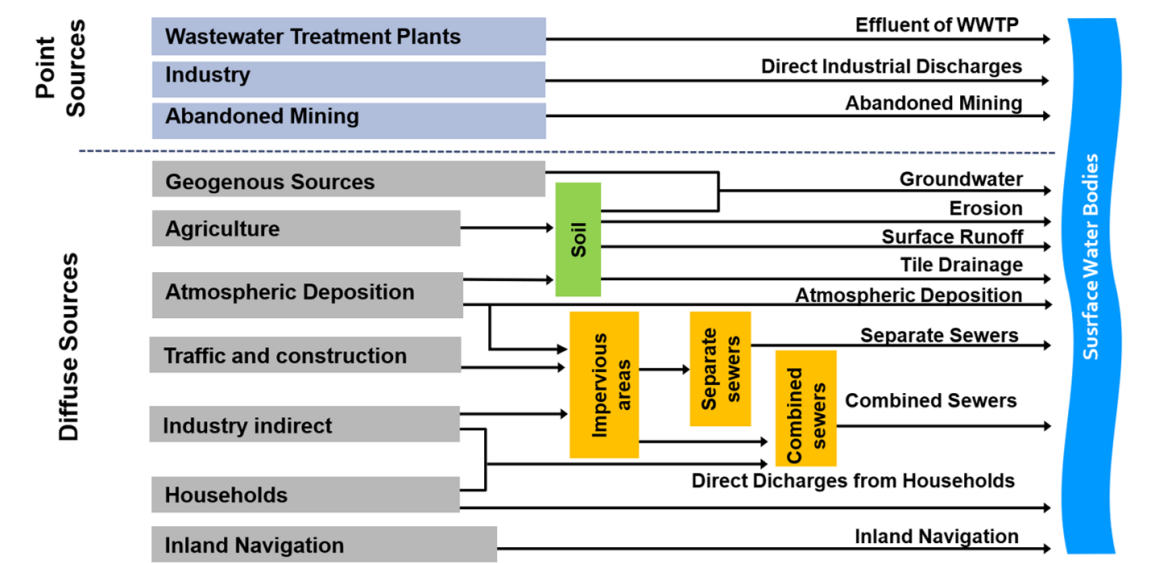 Point
Sources
Wastewater Treatment Plants
Effluent of WWTP
Industry
Direct Industrial Discharges
Abandoned Mining
Abandoned Mining
Diffuse Sources
Geogenous Sources
Groundwater
Agriculture
Soil
Erosion
Surface Runoff
Tile Drainage
Atmospheric Deposition
Atmospheric Deposition
Traffic and construction
Impervious
areas
Separate
sewers
Separate Sewers
Combined
sewers
Combined Sewers
Industry indirect
Households
Direct Dicharges from Households
Inland Navigation
Inland Navigation
Susrface Water Bodies